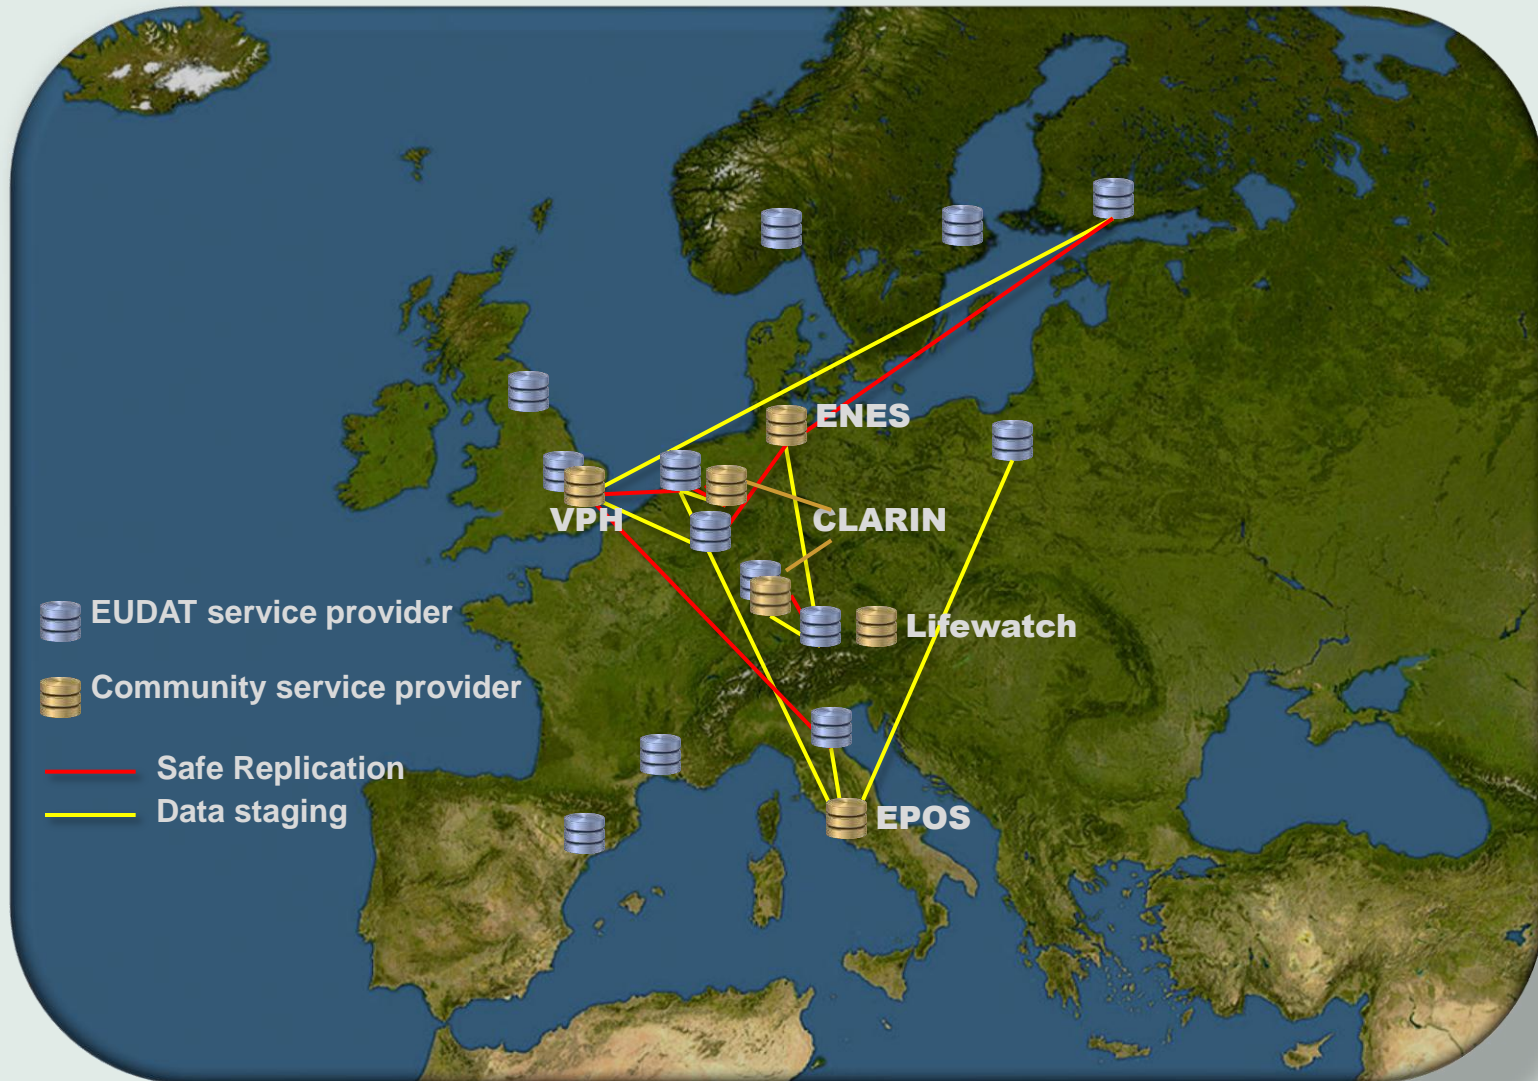 ENES
VPH
CLARIN
EUDAT service provider
Lifewatch
Community service provider
Safe Replication
Data staging
EPOS